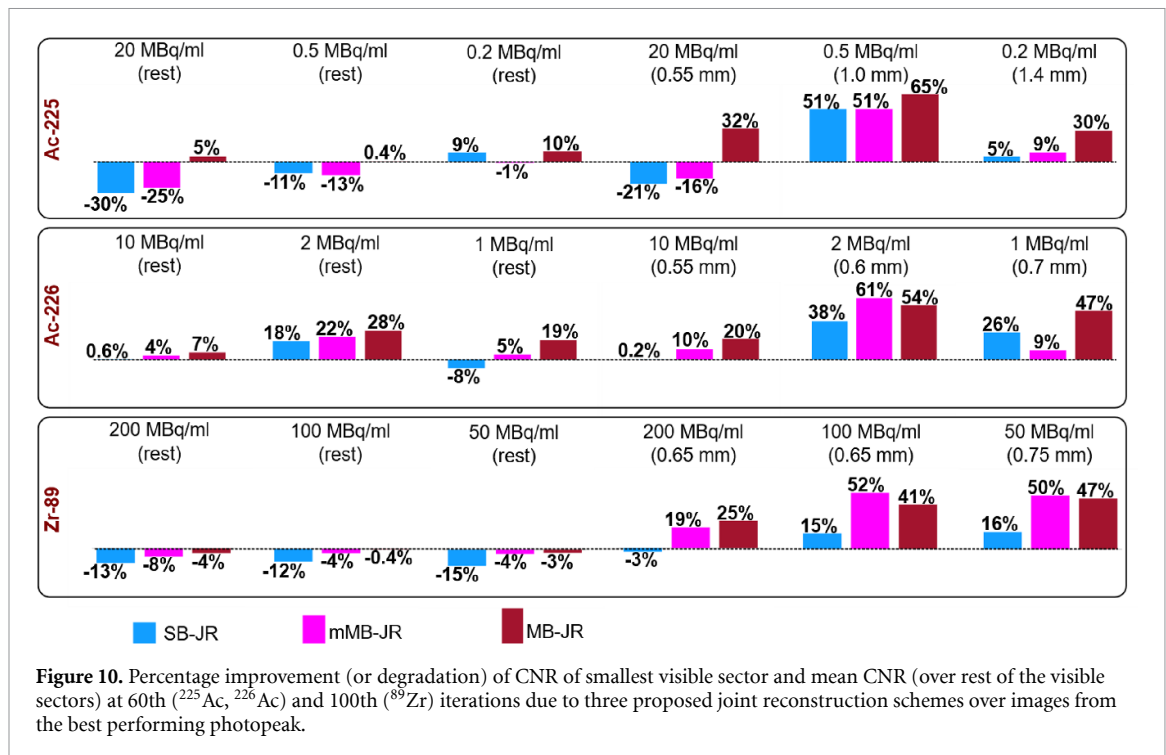 20 MBq/ml 0.5 MBq/ml 0.2 MBq/ml 20 MBq/ml 0.5 MBq/ml 0.2 MBq/ml
(rest) (rest) (rest) (0.55 mm) (1.0 mm) (1.4 mm)
Ac-225
-30% -25% 5% -11% -13% 0.4% 9% -1% 10% -21% -16% 32% 51% 51% 65% 5% 9% 30%
10 MBq/ml 2 MBq/ml 1 MBq/ml 10 MBq/ml 2 MBq/ml 1 MBq/ml
(rest) (rest) (rest) (0.55 mm) (0.6 mm) (0.7 mm)
Ac-226
0.6% 4% 7% 18% 22% 28% -8% 5% 19% 0.2% 10% 20% 38% 61% 54% 26% 9% 47%
200 MBq/ml 100 MBq/ml 50 MBq/ml 200 MBq/ml 100 MBq/ml 50 MBq/ml
(rest) (rest) (rest) (0.65 mm) (0.65 mm) (0.75 mm)
Zr-89
-13% -8% -4% -12% -4% -0.4% -15% -4% -3% -3% 19% 25% 15% 52% 41% 16% 50% 47%
SB-JR mMB-JR MB-JR
Figure 10. Percentage improvement (or degradation) of CNR of smallest visible sector and mean CNR (over rest of the visible
sectors) at 60th (²²⁵Ac, ²²⁶Ac) and 100th (⁸⁹Zr) iterations due to three proposed joint reconstruction schemes over images from
the best performing photopeak.